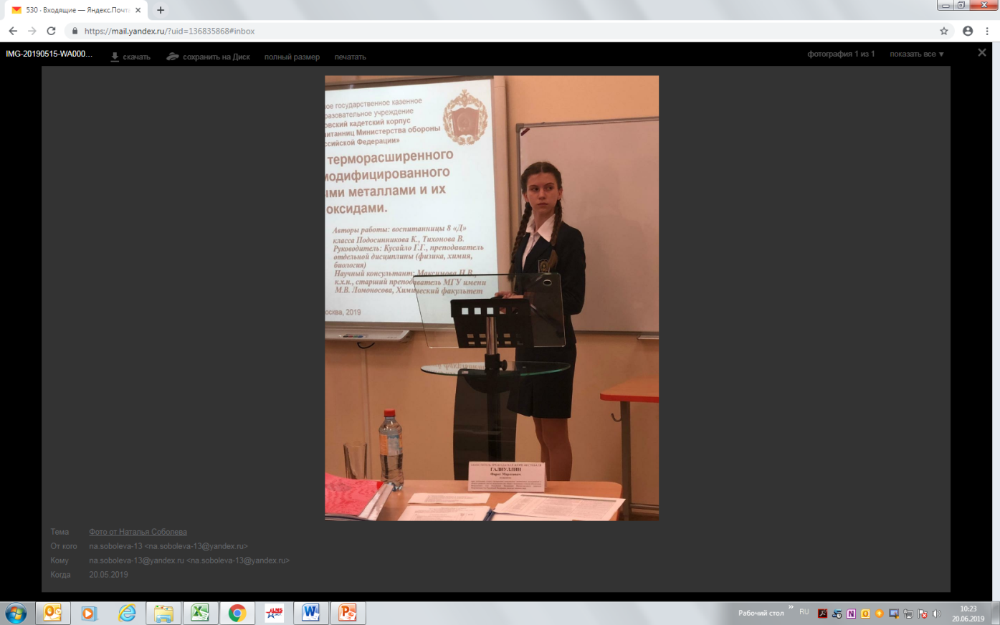 530 · Входящие — Яндекс.Почт
https://mail.yandex.ru/?uid=136835868#inbox
IMG-20190515-WA000...
скачать
сохранить на Диск
полный размер
печатать
фотография 1 из 1
показать все
ное государственное казенное
образовательное учреждение
овский кадетский корпус
питанниц Министерства обороны
ссийской Федерации»
терморасширенного
модифицированного
ыми металлами и их
оксидами.
Авторы работы: воспитанницы 8 «Д»
класса Подосинникова К., Тихонова В.
Руководитель: Кусайло Г.Г., преподаватель
отдельной дисциплины (физика, химия,
биология)
Научный консультант: Максимова Н.В.,
к.х.н., старший преподаватель МГУ имени
М.В. Ломоносова, Химический факультет
осква, 2019
ГАЛИУЛЛИН
Тема Фото от Наталья Соболева
От кого na.soboleva-13 <na.soboleva-13@yandex.ru>
Кому na.soboleva-13@yandex.ru <na.soboleva-13@yandex.ru>
Когда 20.05.2019
Рабочий стол
RU
10:23
20.06.2019